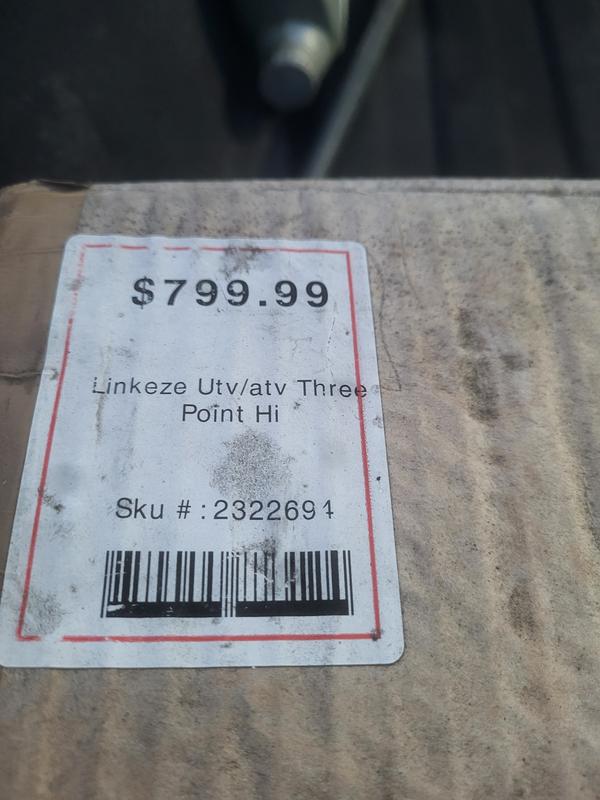 $799.99
Linkeze Utv/atv Three
Point Hi
Sku # : 2322694